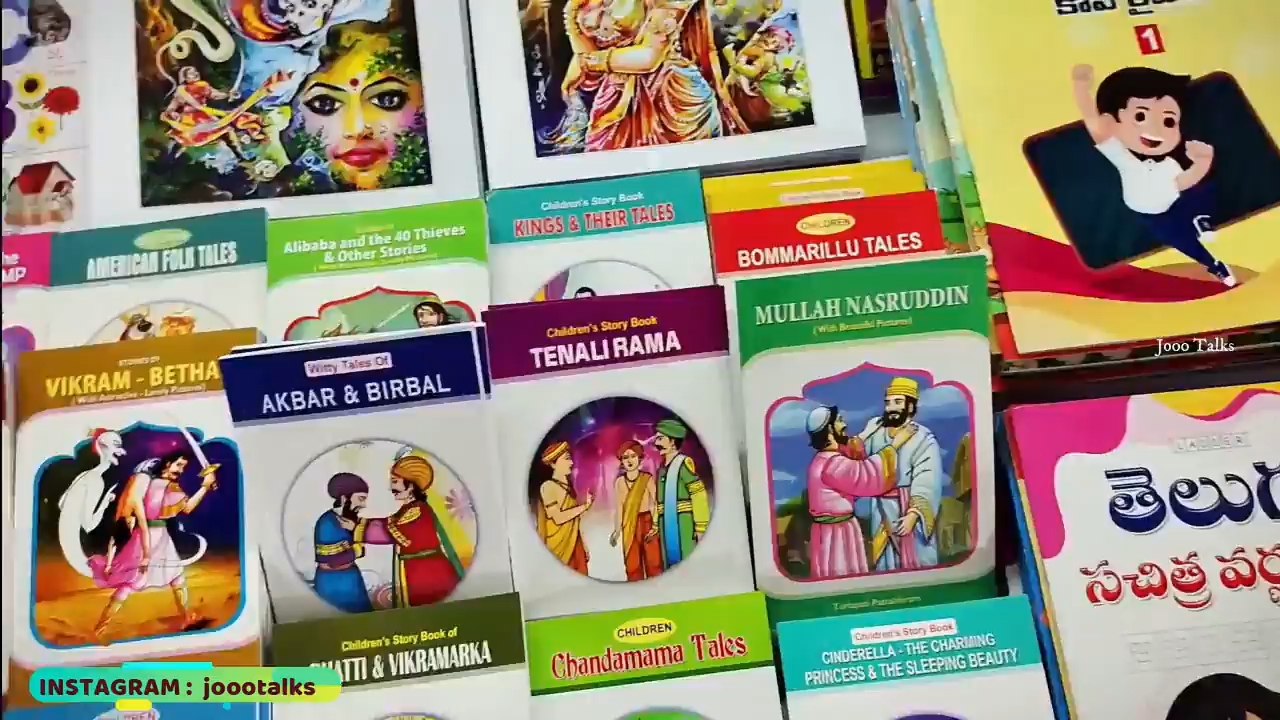 1
AMERICAN FOLK TALES
Alibaba and the 40 Thieves
& Other Stories
Children's Story Book
KINGS & THEIR TALES
CHILDREN
BOMMARILLU TALES
STORIES OF
VIKRAM - BETHA
Witty Tales Of
AKBAR & BIRBAL
Children's Story Book
TENALI RAMA
MULLAH NASRUDDIN
(With Beautiful Pictures)
Jooo Talks
తెలుగ
సచిత్ర వర్ణ
Children's Story Book of
BHATTI & VIKRAMARKA
CHILDREN
Chandamama Tales
Children's Story Book
CINDERELLA - THE CHARMING
PRINCESS & THE SLEEPING BEAUTY
INSTAGRAM : joootalks
CHILDREN